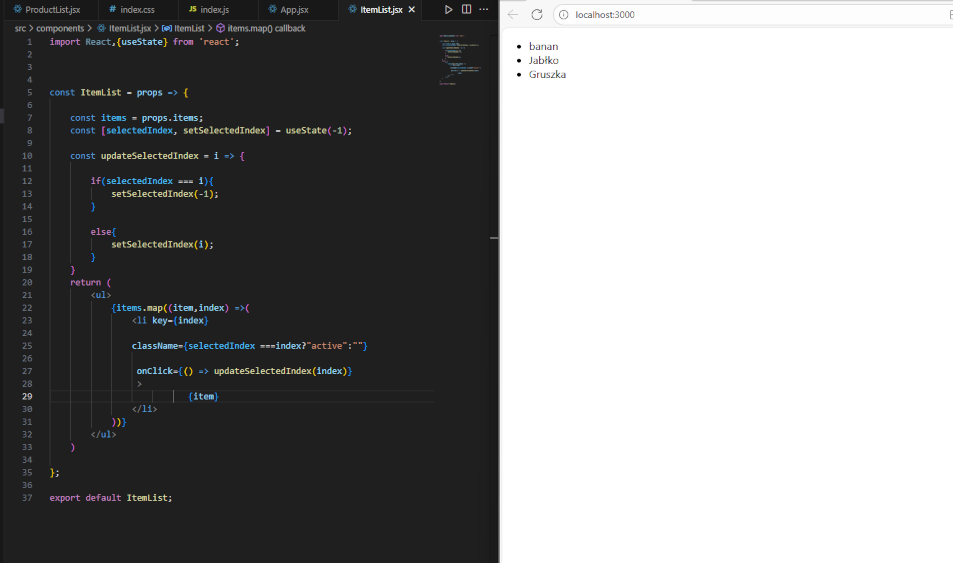 ProductList.jsx # index.css JS index.js App.jsx ItemList.jsx
src > components > ItemList.jsx > ItemList > items.map() callback
1 import React,{useState} from 'react';
2
3
4
5 const ItemList = props => {
6
7 const items = props.items;
8 const [selectedIndex, setSelectedIndex] = useState(-1);
9
10 const updateSelectedIndex = i => {
11
12 if(selectedIndex === i){
13 setSelectedIndex(-1);
14 }
15
16 else{
17 setSelectedIndex(i);
18 }
19 }
20 return (
21 <ul>
22 {items.map((item,index) =>(
23 <li key={index}
24
25 className={selectedIndex ===index?"active":""}
26
27 onClick={() => updateSelectedIndex(index)}
28 >
29 {item}
30 </li>
31 ))}
32 </ul>
33 )
34
35 };
36
37 export default ItemList;
localhost:3000
banan
Jabłko
Gruszka